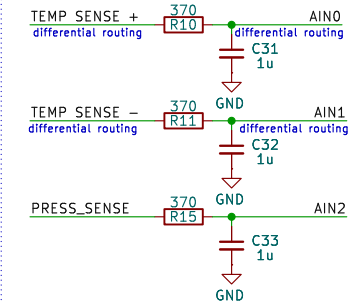 TEMP SENSE +
370
AIN0
differential routing
R10
differential routing
C31
1u
GND
TEMP SENSE -
370
AIN1
differential routing
R11
differential routing
C32
1u
GND
PRESS_SENSE
370
AIN2
R15
C33
1u
GND